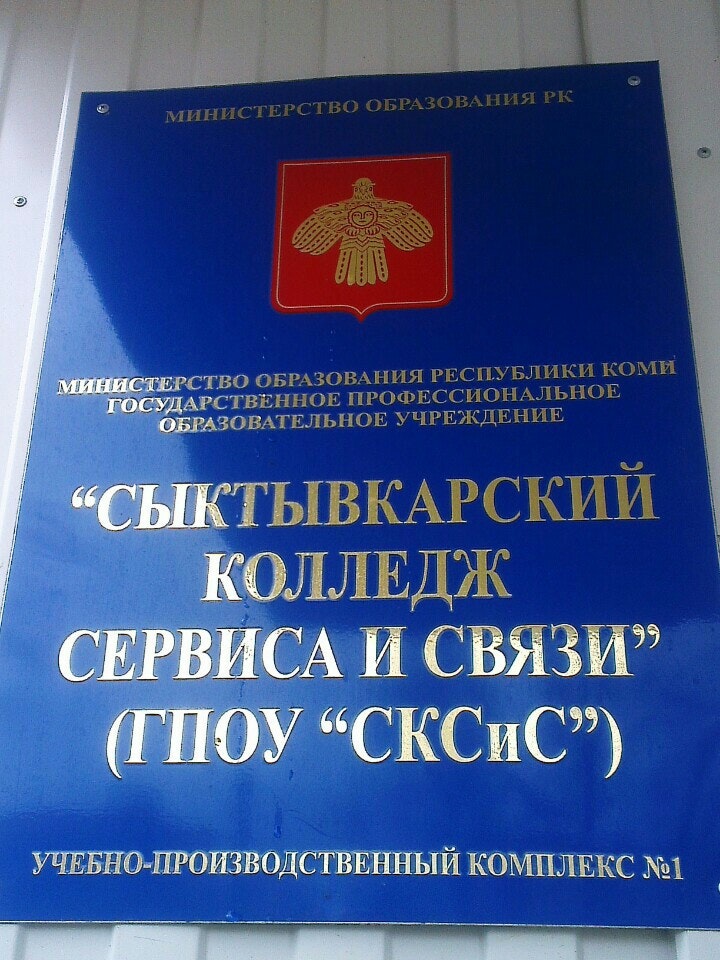 МИНИСТЕРСТВО ОБРАЗОВАНИЯ РК
МИНИСТЕРСТВО ОБРАЗОВАНИЯ РЕСПУБЛИКИ КОМИ
ГОСУДАРСТВЕННОЕ ПРОФЕССИОНАЛЬНОЕ
ОБРАЗОВАТЕЛЬНОЕ УЧРЕЖДЕНИЕ
“СЫКТЫВКАРСКИЙ
КОЛЛЕДЖ
СЕРВИСА И СВЯЗИ”
(ГПОУ “СКСиС”)
УЧЕБНО-ПРОИЗВОДСТВЕННЫЙ КОМПЛЕКС №1